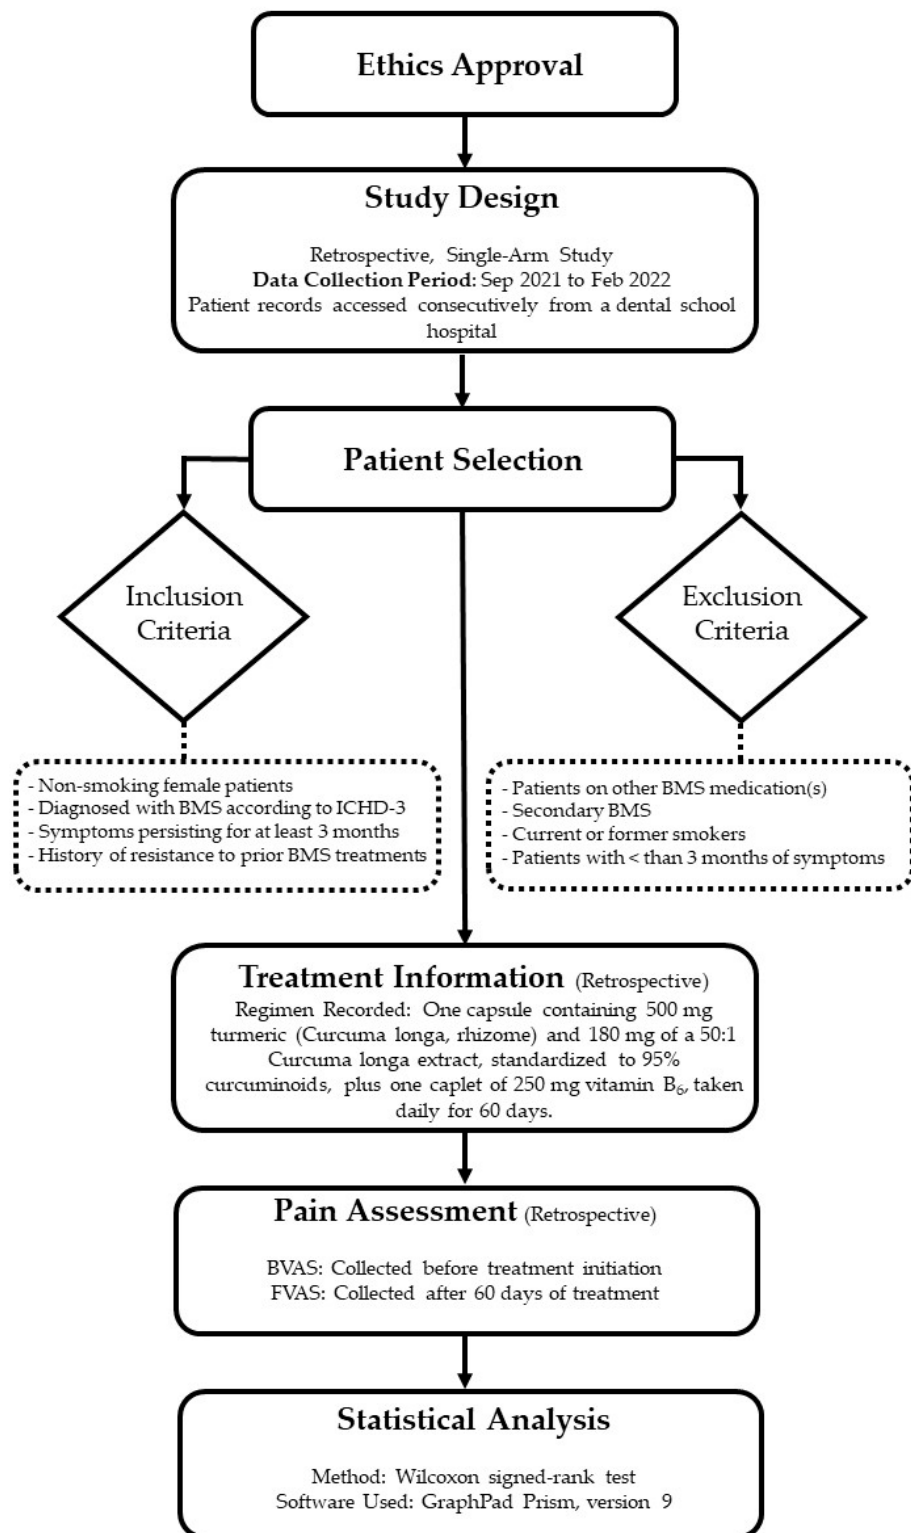 Ethics Approval
Study Design
Retrospective, Single-Arm Study
Data Collection Period: Sep 2021 to Feb 2022
Patient records accessed consecutively from a dental school
hospital
Patient Selection
Inclusion
Criteria
Exclusion
Criteria
- Non-smoking female patients
- Diagnosed with BMS according to ICHD-3
- Symptoms persisting for at least 3 months
- History of resistance to prior BMS treatments
- Patients on other BMS medication(s)
- Secondary BMS
- Current or former smokers
- Patients with < than 3 months of symptoms
Treatment Information (Retrospective)
Regimen Recorded: One capsule containing 500 mg
turmeric (Curcuma longa, rhizome) and 180 mg of a 50:1
Curcuma longa extract, standardized to 95%
curcuminoids, plus one caplet of 250 mg vitamin B₆, taken
daily for 60 days.
Pain Assessment (Retrospective)
BVAS: Collected before treatment initiation
FVAS: Collected after 60 days of treatment
Statistical Analysis
Method: Wilcoxon signed-rank test
Software Used: GraphPad Prism, version 9